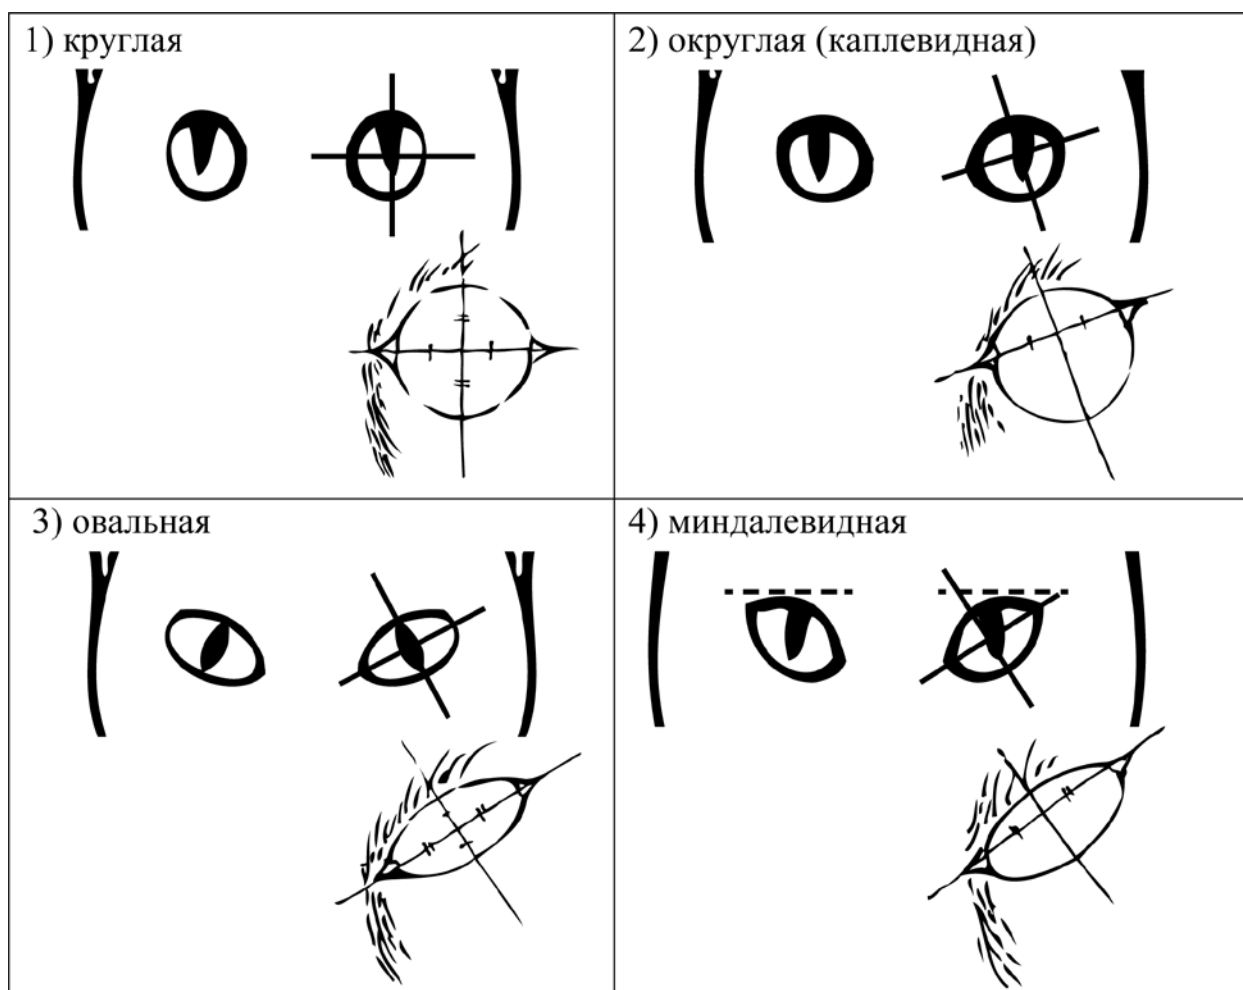 1) круглая
2) округлая (каплевидная)
3) овальная
4) миндалевидная